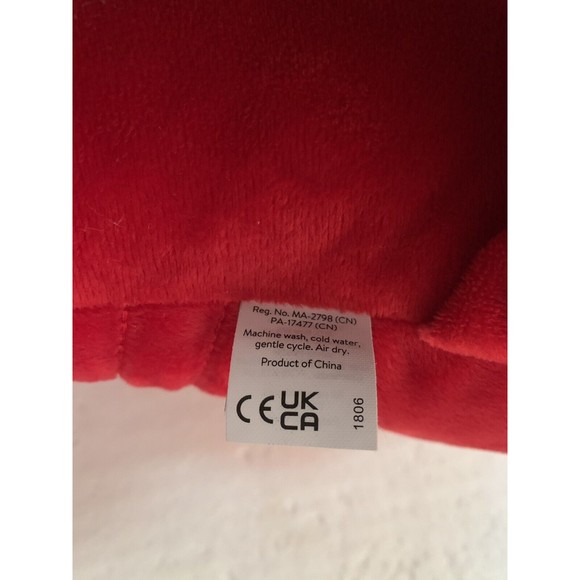 Reg. No. MA-2798 (CN)
PA-17477 (CN)
Machine wash, cold water,
gentle cycle. Air dry.
Product of China
CE UK
CA
1806